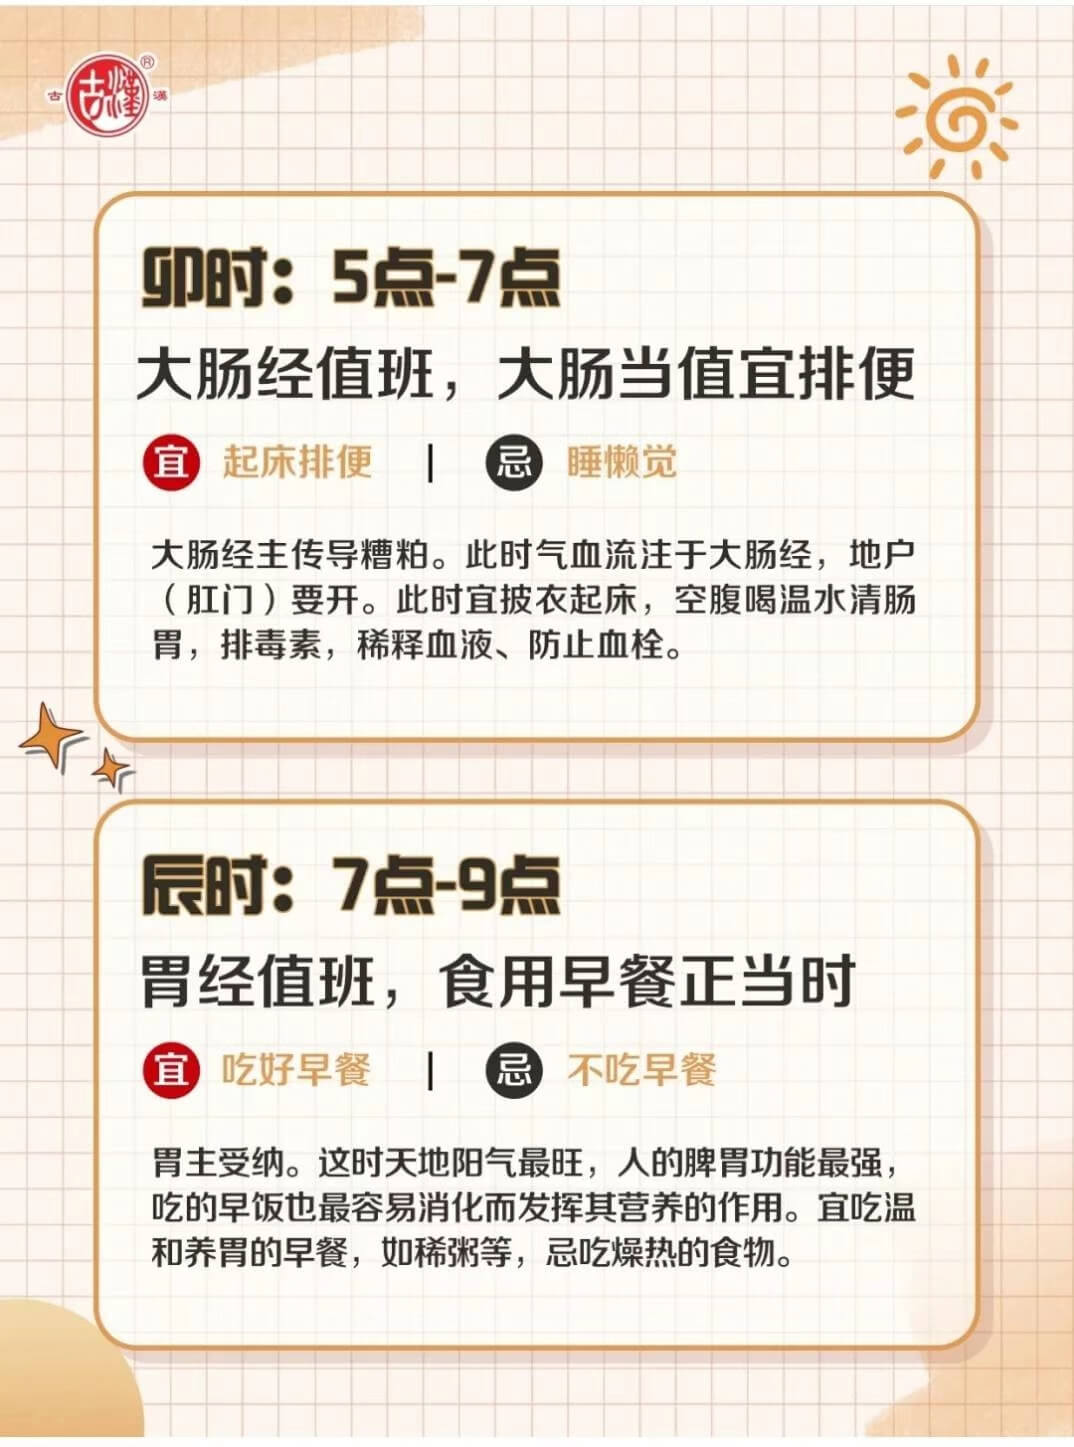 古漢®
古 漢
卯时：5点-7点
大肠经值班，大肠当值宜排便
宜 起床排便 | 忌 睡懒觉
大肠经主传导糟粕。此时气血流注于大肠经，地户
（肛门）要开。此时宜披衣起床，空腹喝温水清肠
胃，排毒素，稀释血液、防止血栓。
辰时：7点-9点
胃经值班，食用早餐正当时
宜 吃好早餐 | 忌 不吃早餐
胃主受纳。这时天地阳气最旺，人的脾胃功能最强，
吃的早饭也最容易消化而发挥其营养的作用。宜吃温
和养胃的早餐，如稀粥等，忌吃燥热的食物。